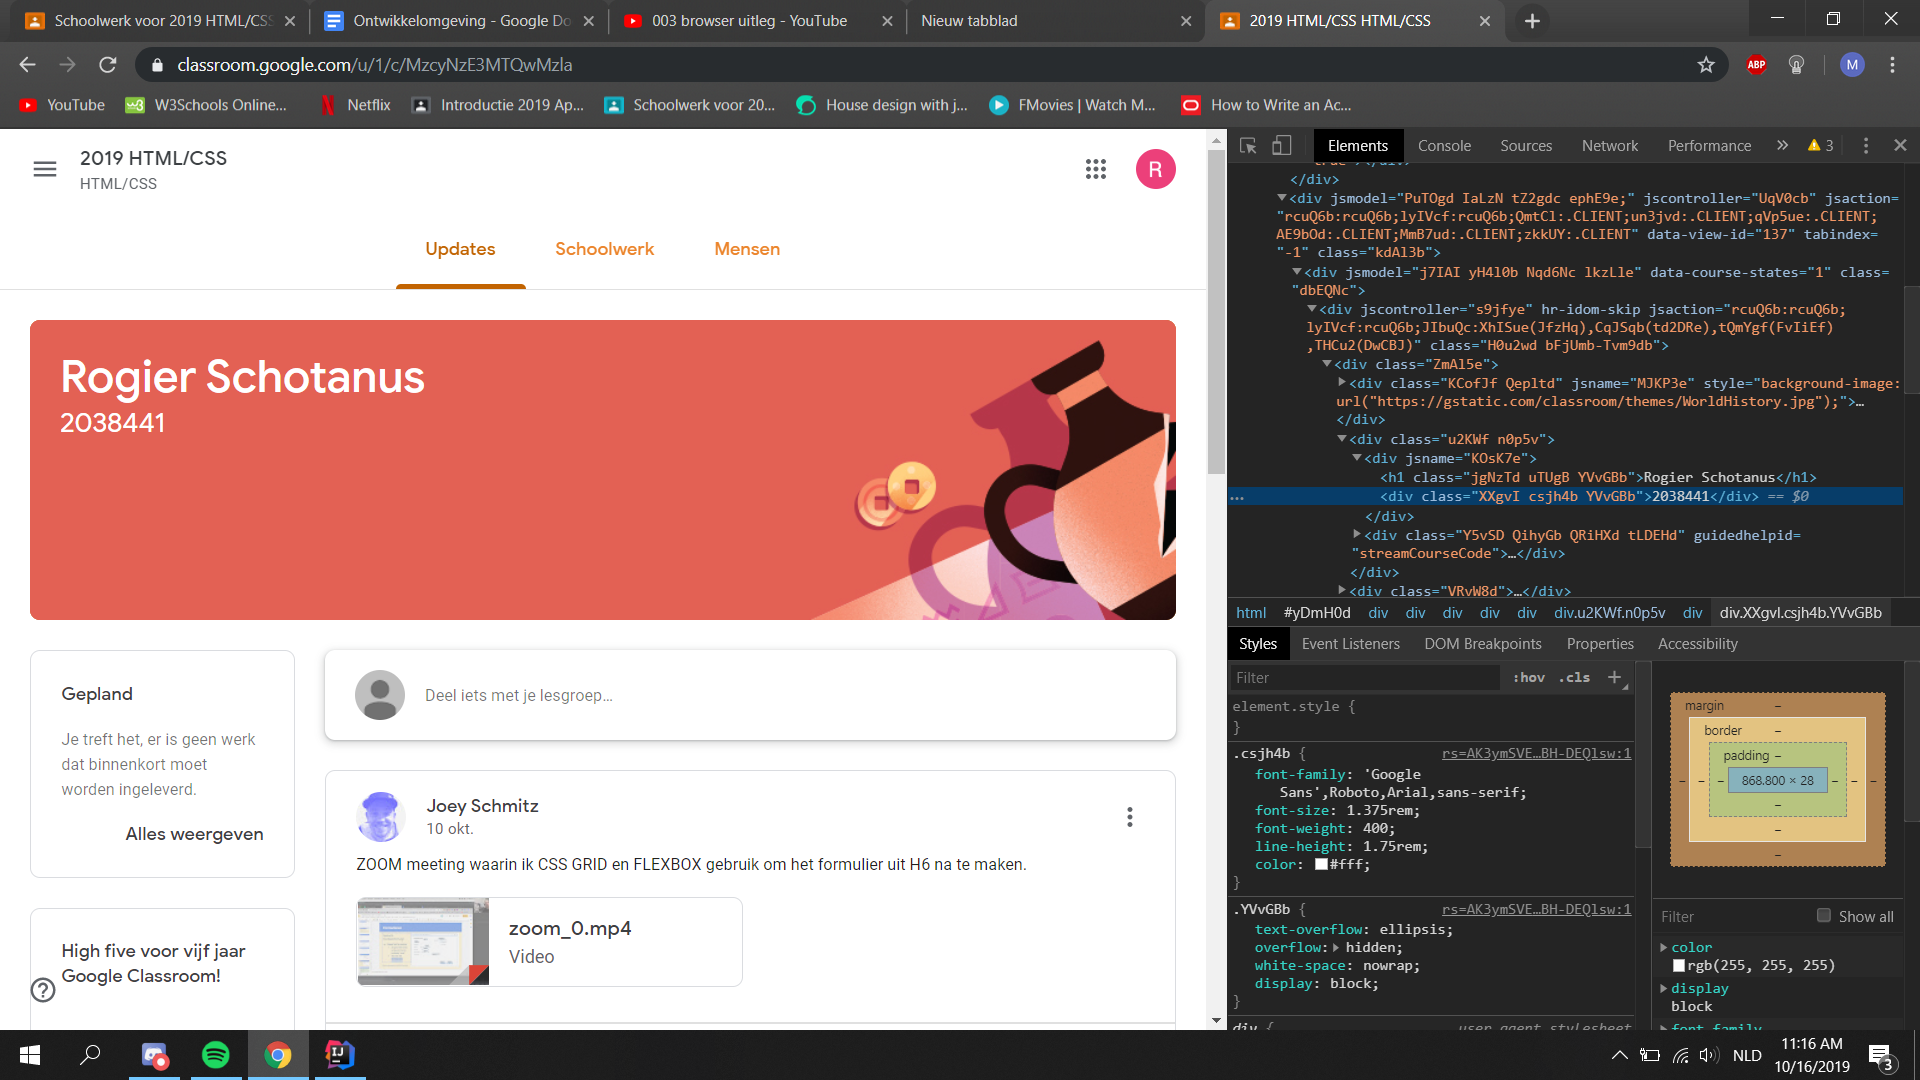 Schoolwerk voor 2019 HTML/CSS
Ontwikkelomgeving - Google Do
003 browser uitleg - YouTube
Nieuw tabblad
2019 HTML/CSS HTML/CSS
classroom.google.com/u/1/c/MzcyNzE3MTQwMzla
ABP
M
YouTube
W3Schools Online...
Netflix
Introductie 2019 Ap...
Schoolwerk voor 20...
House design with j...
FMovies | Watch M...
How to Write an Ac...
2019 HTML/CSS
HTML/CSS
R
Updates
Schoolwerk
Mensen
Rogier Schotanus
2038441
Gepland
Je treft het, er is geen werk
dat binnenkort moet
worden ingeleverd.
Alles weergeven
High five voor vijf jaar
Google Classroom!
Deel iets met je lesgroep...
Joey Schmitz
10 okt.
ZOOM meeting waarin ik CSS GRID en FLEXBOX gebruik om het formulier uit H6 na te maken.
zoom_0.mp4
Video
Elements
Console
Sources
Network
Performance
»
3
</div>
<div jsmodel="PuTOgd IaLzN tZ2gdc ephE9e;" jscontroller="UqV0cb" jsaction=
"rcuQ6b:rcuQ6b;lyIVcf:rcuQ6b;QmtCl:.CLIENT;un3jvd:.CLIENT;qVp5ue:.CLIENT;
AE9bOd:.CLIENT;MmB7ud:.CLIENT;zkkUY:.CLIENT" data-view-id="137" tabindex=
"-1" class="kdAl3b">
<div jsmodel="j7IAI yH4l0b Nqd6Nc lkzLle" data-course-states="1" class=
"dbEQNc">
<div jscontroller="s9jfye" hr-idom-skip jsaction="rcuQ6b:rcuQ6b;
lyIVcf:rcuQ6b;JIbuQc:XhISue(JfzHq),CqJSqb(td2DRe),tQmYgf(FvIiEf)
,THCu2(DwCBJ)" class="H0u2wd bFjUmb-Tvm9db">
<div class="ZmAl5e">
<div class="KCofJf Qepltd" jsname="MJKP3e" style="background-image:
url("https://gstatic.com/classroom/themes/WorldHistory.jpg");">…
</div>
<div class="u2KWf n0p5v">
<div jsname="KOsK7e">
<h1 class="jgNzTd uTUgB YVvGBb">Rogier Schotanus</h1>
... <div class="XXgvI csjh4b YVvGBb">2038441</div> == $0
</div>
<div class="Y5vSD QihyGb QRiHXd tLDEHd" guidedhelpid=
"streamCourseCode">…</div>
</div>
<div class="VRvW8d">…</div>
html #yDmH0d div div div div div div.u2KWf.n0p5v div div.XXgvI.csjh4b.YVvGBb
Styles
Event Listeners
DOM Breakpoints
Properties
Accessibility
Filter
:hov .cls +
element.style {
}
.csjh4b { rs=AK3ymSVE…BH-DEQlsw:1
font-family: 'Google
Sans',Roboto,Arial,sans-serif;
font-size: 1.375rem;
font-weight: 400;
line-height: 1.75rem;
color: #fff;
}
.YVvGBb { rs=AK3ymSVE…BH-DEQlsw:1
text-overflow: ellipsis;
overflow: hidden;
white-space: nowrap;
display: block;
}
div { user agent stylesheet
margin –
border –
padding –
868.800 × 28
–
–
–
Filter
Show all
color
rgb(255, 255, 255)
display
block
font-family
NLD
11:16 AM
10/16/2019
3